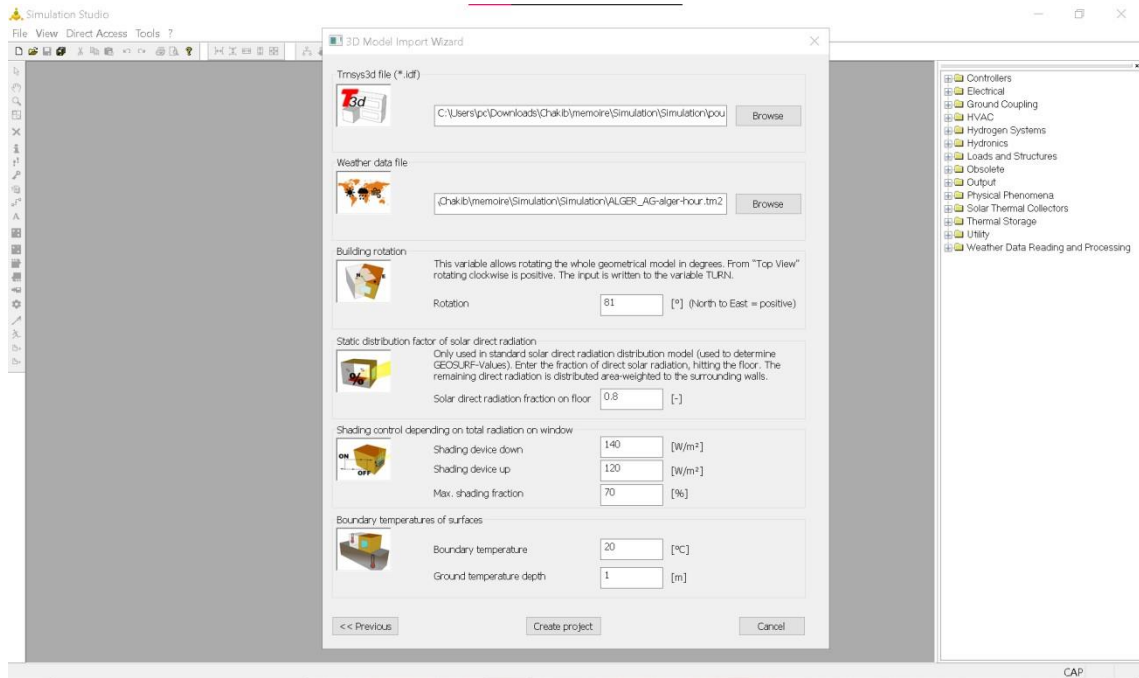 Simulation Studio
File View Direct Access Tools ?
3D Model Import Wizard
Trnsys3d file (*.idf)
T3d
C:\Users\pc\Downloads\Chakib\memoire\Simulation\Simulation\pou
Browse
Weather data file
\Chakib\memoire\Simulation\Simulation\ALGER_AG-alger-hour.tm2
Browse
Building rotation
This variable allows rotating the whole geometrical model in degrees. From "Top View"
rotating clockwise is positive. The input is written to the variable TURN.
Rotation 81 [°] (North to East = positive)
Static distribution factor of solar direct radiation
Only used in standard solar direct radiation distribution model (used to determine
GEOSURF-Values). Enter the fraction of direct solar radiation, hitting the floor. The
remaining direct radiation is distributed area-weighted to the surrounding walls.
%
Solar direct radiation fraction on floor 0.8 [-]
Shading control depending on total radiation on window
ON
OFF
Shading device down 140 [W/m²]
Shading device up 120 [W/m²]
Max. shading fraction 70 [%]
Boundary temperatures of surfaces
Boundary temperature 20 [°C]
Ground temperature depth 1 [m]
<< Previous
Create project
Cancel
Controllers
Electrical
Ground Coupling
HVAC
Hydrogen Systems
Hydronics
Loads and Structures
Obsolete
Output
Physical Phenomena
Solar Thermal Collectors
Thermal Storage
Utility
Weather Data Reading and Processing
CAP